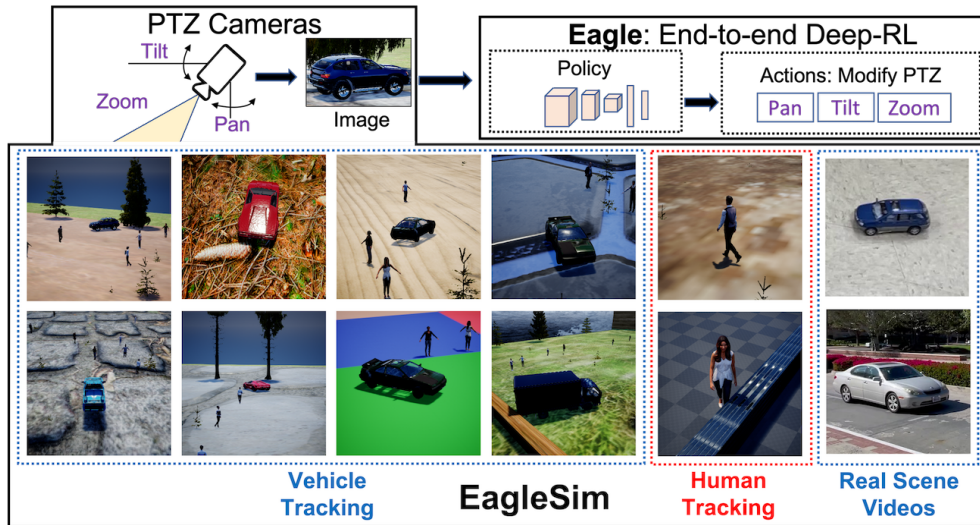 PTZ Cameras
Tilt
Zoom
Pan
Image
Eagle: End-to-end Deep-RL
Policy
Actions: Modify PTZ
Pan Tilt Zoom
Vehicle
Tracking
EagleSim
Human
Tracking
Real Scene
Videos